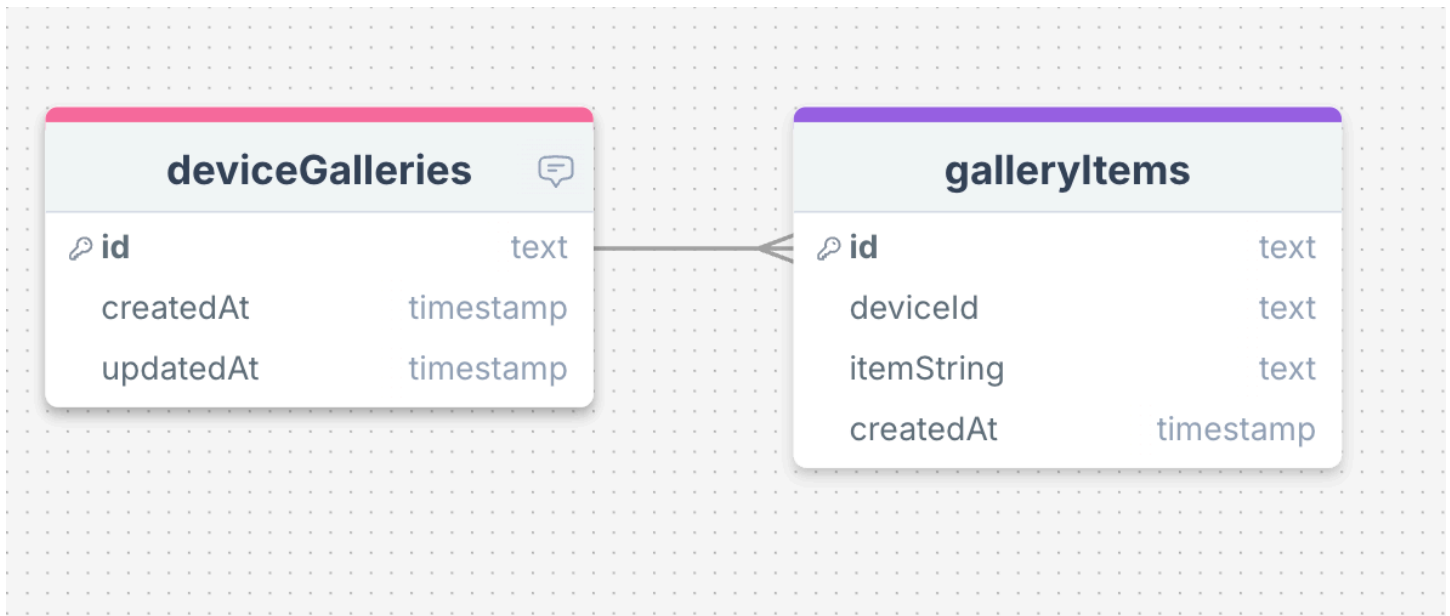 deviceGalleries
id text
createdAt timestamp
updatedAt timestamp
galleryItems
id text
deviceId text
itemString text
createdAt timestamp